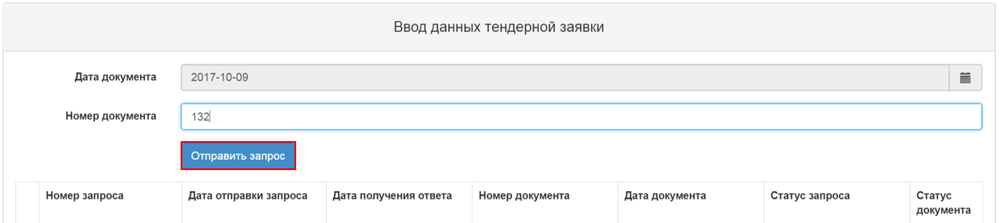 Ввод данных тендерной заявки
Дата документа 2017-10-09
Номер документа 132
Отправить запрос
Номер запроса Дата отправки запроса Дата получения ответа Номер документа Дата документа Статус запроса Статус
документа